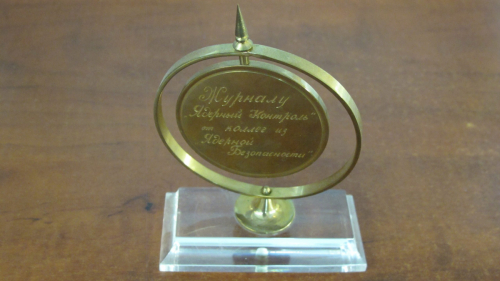 Журналу
"Ядерный Контроль"
от коллег из
"Ядерной
Безопасности"